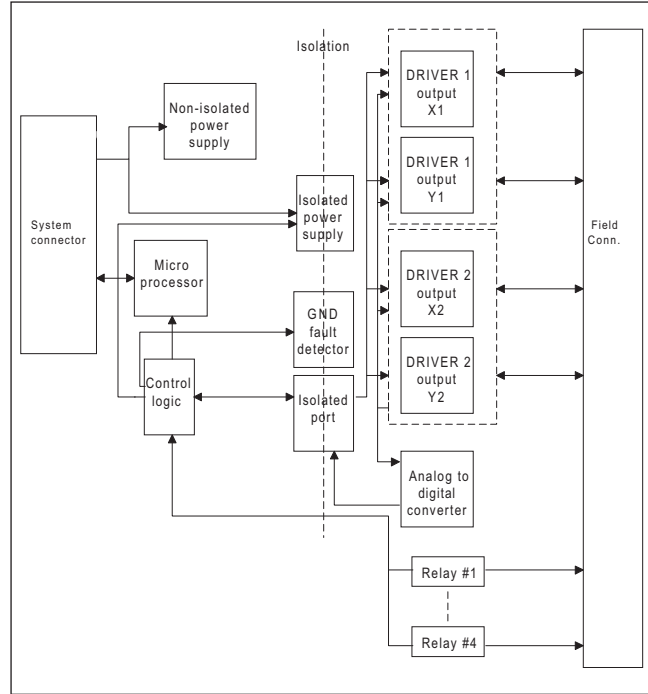 Isolation
DRIVER 1
output
X1
Non-isolated
power
supply
DRIVER 1
output
Y1
System
connector
Isolated
power
supply
Field
Conn.
Micro
processor
DRIVER 2
output
X2
GND
fault
detector
DRIVER 2
output
Y2
Control
logic
Isolated
port
Analog to
digital
converter
Relay #1
Relay #4